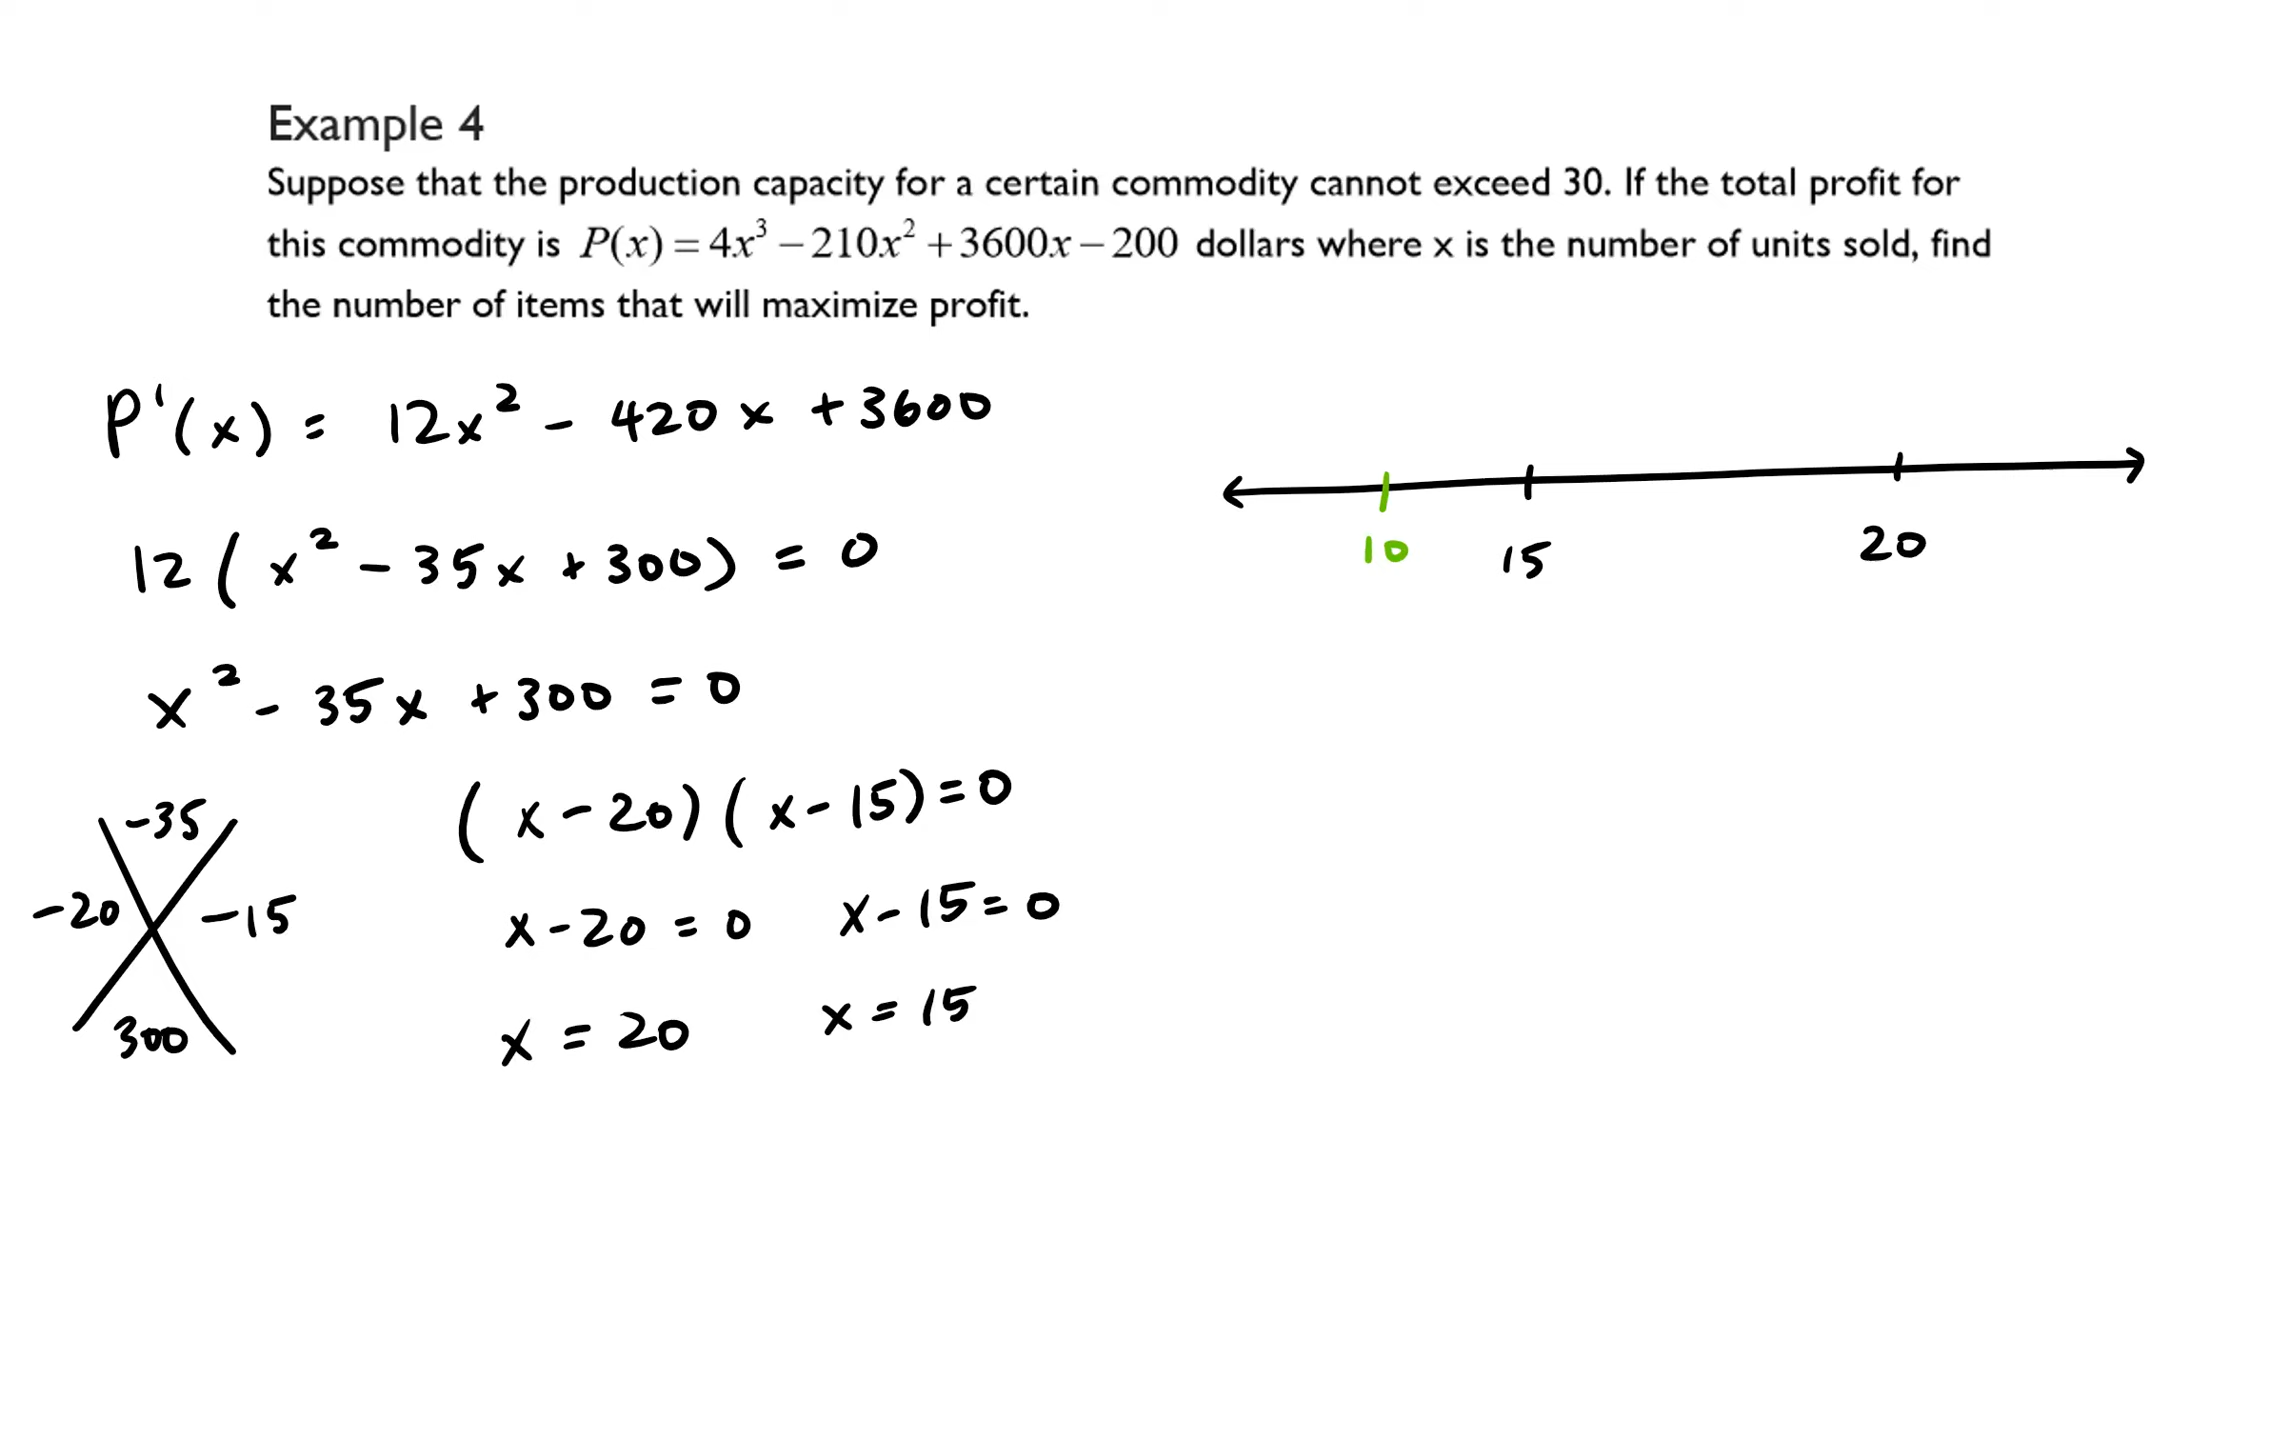 Example 4
Suppose that the production capacity for a certain commodity cannot exceed 30. If the total profit for
this commodity is P(x) = 4x³ − 210x² + 3600x − 200 dollars where x is the number of units sold, find
the number of items that will maximize profit.
P'(x) = 12x² - 420x + 3600
12(x² - 35x + 300) = 0
x² - 35x + 300 = 0
-35
-20 -15
300
(x-20)(x-15)=0
x-20=0 x-15=0
x = 20 x = 15
10 15 20